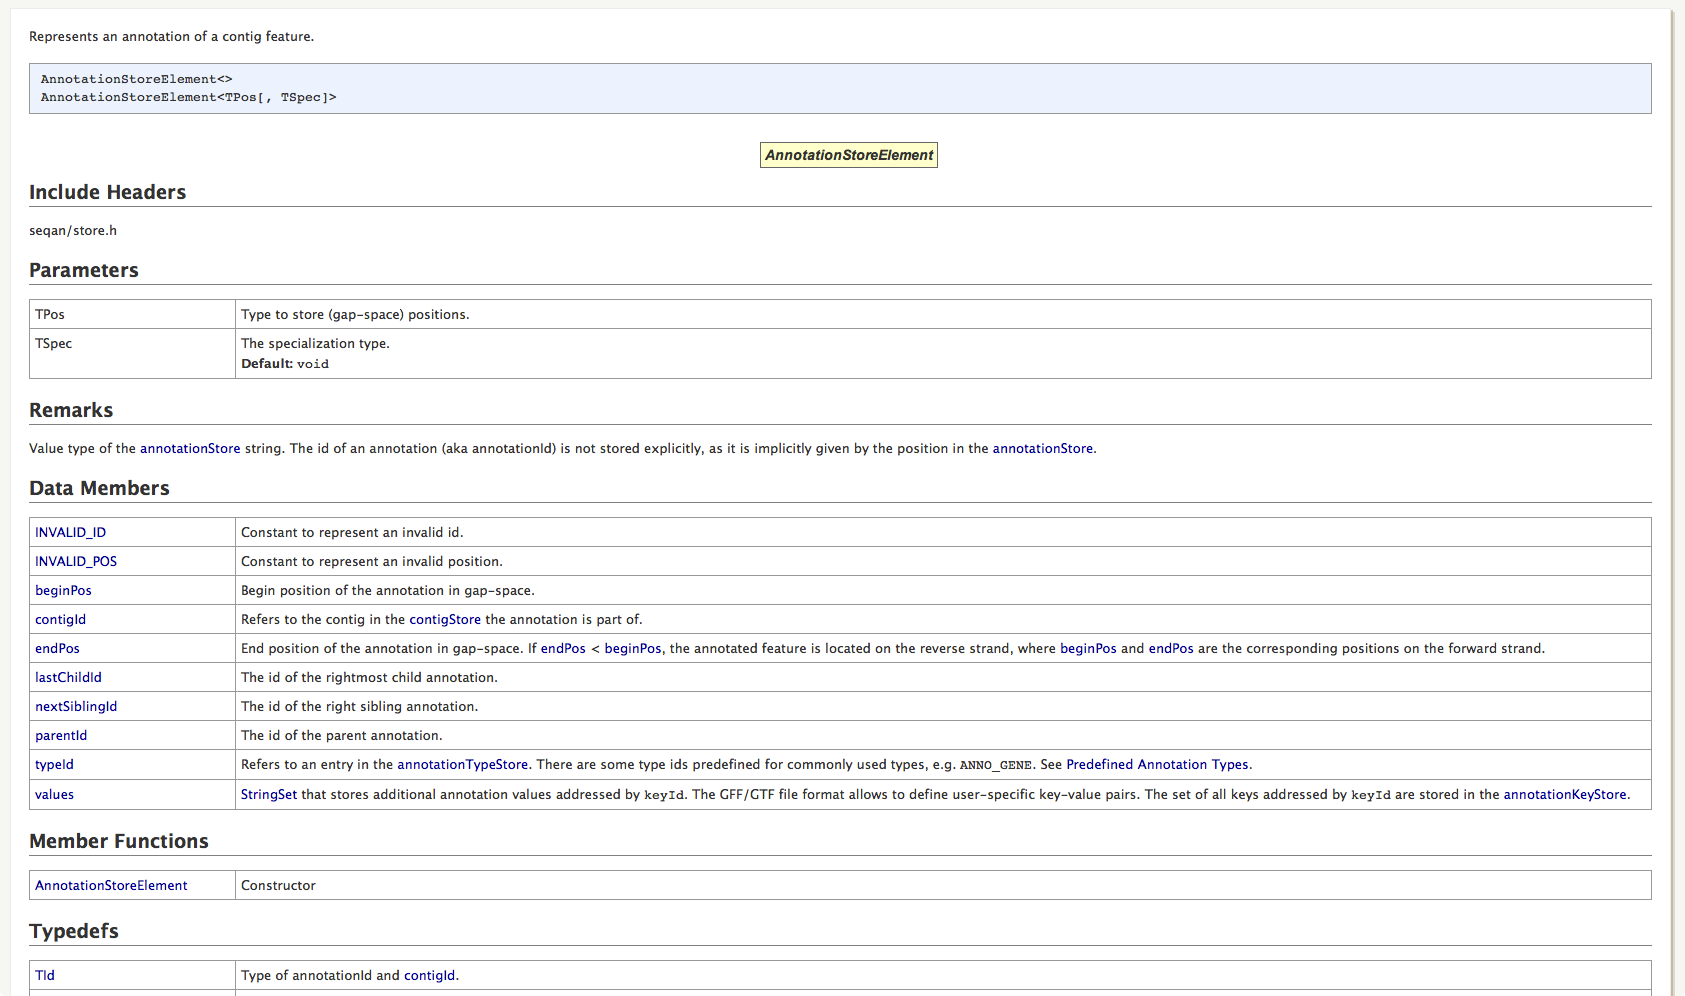 Represents an annotation of a contig feature.
AnnotationStoreElement<>
AnnotationStoreElement<TPos[, TSpec]>
AnnotationStoreElement
Include Headers
seqan/store.h
Parameters
TPos Type to store (gap-space) positions.
TSpec The specialization type.
Default: void
Remarks
Value type of the annotationStore string. The id of an annotation (aka annotationId) is not stored explicitly, as it is implicitly given by the position in the annotationStore.
Data Members
INVALID_ID Constant to represent an invalid id.
INVALID_POS Constant to represent an invalid position.
beginPos Begin position of the annotation in gap-space.
contigId Refers to the contig in the contigStore the annotation is part of.
endPos End position of the annotation in gap-space. If endPos < beginPos, the annotated feature is located on the reverse strand, where beginPos and endPos are the corresponding positions on the forward strand.
lastChildId The id of the rightmost child annotation.
nextSiblingId The id of the right sibling annotation.
parentId The id of the parent annotation.
typeId Refers to an entry in the annotationTypeStore. There are some type ids predefined for commonly used types, e.g. ANNO_GENE. See Predefined Annotation Types.
values StringSet that stores additional annotation values addressed by keyId. The GFF/GTF file format allows to define user-specific key-value pairs. The set of all keys addressed by keyId are stored in the annotationKeyStore.
Member Functions
AnnotationStoreElement Constructor
Typedefs
TId Type of annotationId and contigId.